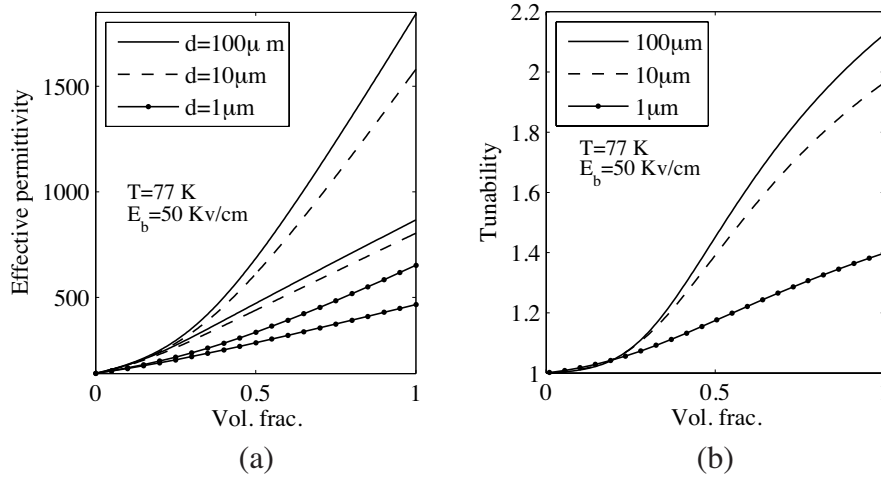 1500
1000
500
0
0.5
1
Effective permittivity
Vol. frac.
d=100μ m
d=10μm
d=1μm
T=77 K
E_b=50 Kv/cm
(a)
2.2
2
1.8
1.6
1.4
1.2
1
0
0.5
Tunability
Vol. frac.
100μm
10μm
1μm
T=77 K
E_b=50 Kv/cm
(b)